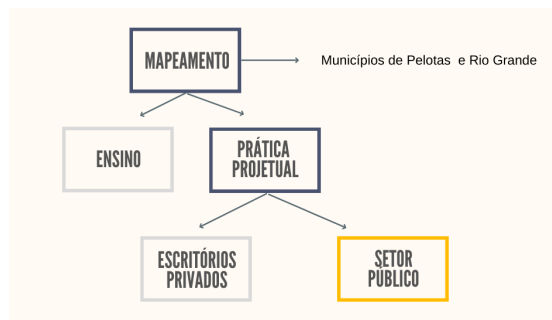 MAPEAMENTO
Municípios de Pelotas e Rio Grande
ENSINO
PRÁTICA
PROJETUAL
ESCRITÓRIOS
PRIVADOS
SETOR
PÚBLICO